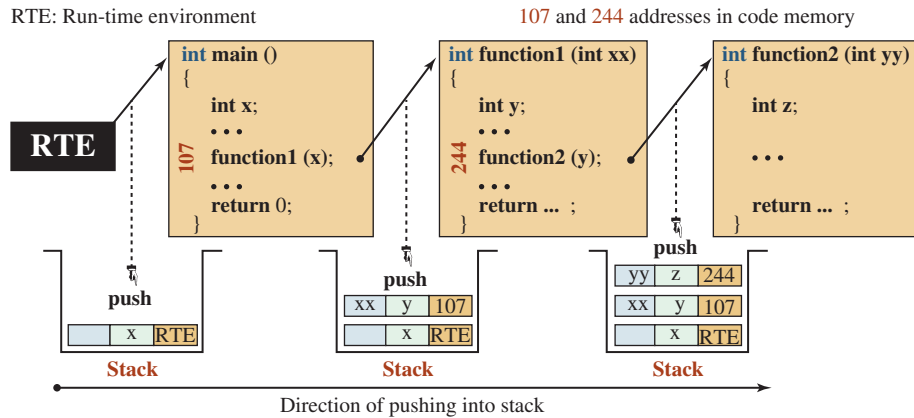 RTE: Run-time environment
107 and 244 addresses in code memory
RTE
int main ()
{
int x;
• • •
107
function1 (x);
• • •
return 0;
}
int function1 (int xx)
{
int y;
• • •
244
function2 (y);
• • •
return ... ;
}
int function2 (int yy)
{
int z;
• • •
return ... ;
}
push
x RTE
Stack
push
xx y 107
x RTE
Stack
push
yy z 244
xx y 107
x RTE
Stack
Direction of pushing into stack